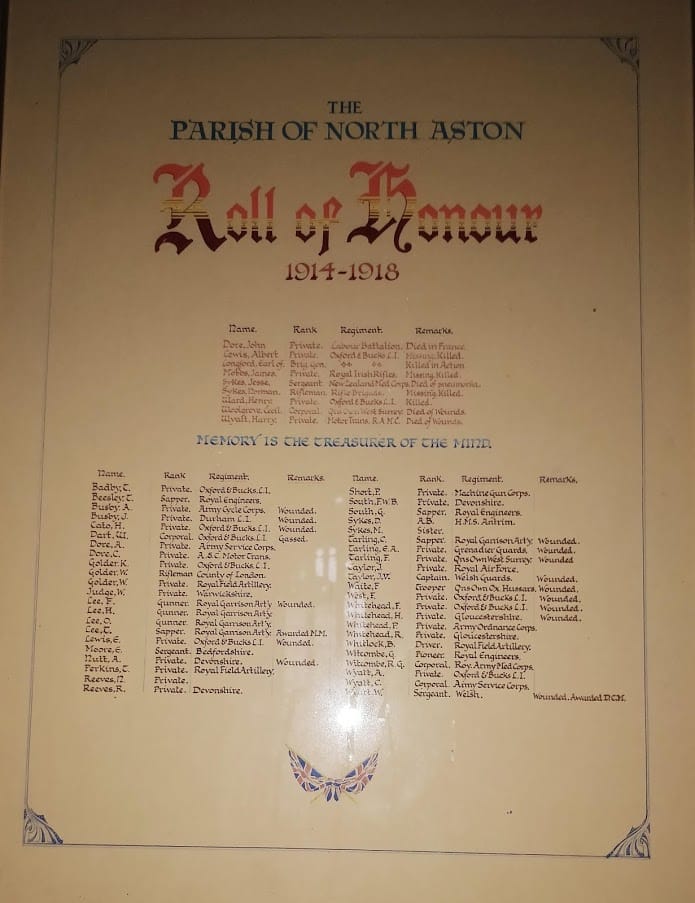 THE
PARISH OF NORTH ASTON
Roll of Honour
1914-1918
Name. Rank Regiment. Remarks.
Dore, John Private. Labour Battalion. Died in France.
Lewis, Albert Private. Oxford & Bucks L.I. Missing, Killed.
Longford, Earl of. Brig. Gen. Killed in Action
Mobbs, James. Private. Royal Irish Rifles. Missing, Killed.
Sykes, Jesse. Sergeant New Zealand Med Corps. Died of pneumonia.
Sykes, Norman. Rifleman Rifle Brigade. Missing, Killed.
Ward, Henry. Private. Oxford & Bucks L.I. Killed.
Woolgrove, Cecil. Corporal. Qns Own West Surrey. Died of Wounds.
Wyatt, Harry. Private. Motor Trans. R.A.M.C. Died of Wounds.
MEMORY IS THE TREASURER OF THE MIND.
Name. Rank Regiment. Remarks. Name. Rank. Regiment. Remarks.
Badby, C. Private. Oxford & Bucks. L.I. Short, P. Private Machine Gun Corps.
Beesley, T. Sapper. Royal Engineers. South, F.W.B. Private. Devonshire.
Busby. A. Private. Army Cycle Corps. Wounded. South, G. Sapper. Royal Engineers.
Busby, J. Private. Durham L.I. Wounded. Sykes, D. A.B. H.M.S. Antrim.
Cato, H. Private. Oxford & Bucks L.I. Wounded. Sykes, M. Sister.
Dart, W. Corporal. Oxford & Bucks L.I. Gassed. Tarling, C. Sapper. Royal Garrison Arty. Wounded.
Dore, A. Private. Army Service Corps. Tarling, E.A. Private. Grenadier Guards. Wounded.
Dore, C. Private. A.S.C. Motor Trans. Tarling, F. Private. Qns Own West Surrey. Wounded
Golder. K. Private. Oxford & Bucks L.I. Taylor, J. Private. Royal Air Force.
Golder, W. Rifleman County of London. Taylor, J.V. Captain. Welsh Guards. Wounded.
Golder, W. Private. Royal Field Artillery. Waite, F. Trooper Qns Own Ox. Hussars. Wounded.
Judge, W. Private. Warwickshire. West, F. Private. Oxford & Bucks L.I. Wounded.
Lee, F. Gunner. Royal Garrison Art'y. Wounded. Whitehead, F. Private. Oxford & Bucks L.I. Wounded.
Lee, H. Gunner. Royal Garrison Art'y. Whitehead, H. Private. Gloucestershire. Wounded.
Lee, O. Gunner. Royal Garrison Art'y. Whitehead, P. Private. Army Ordnance Corps.
Lee, T. Sapper. Royal Garrison Art'y. Awarded M.M. Whitehead, R. Private. Gloucestershire.
Lewis, E. Private. Oxford & Bucks L.I. Wounded. Whitlock, B. Driver. Royal Field Artillery.
Moore, E. Sergeant. Bedfordshire. Witcombe, G. Pioneer. Royal Engineers.
Nutt, A. Private. Devonshire. Wounded. Witcombe, R.G. Corporal. Roy. Army Med Corps.
Perkins, T. Private. Royal Field Artillery. Wyatt, A. Private. Oxford & Bucks L.I.
Reeves, N. Private. Wyatt, C. Corporal. Army Service Corps.
Reeves, R. Private. Devonshire. W. Sergeant. Welsh. Wounded. Awarded D.C.M.